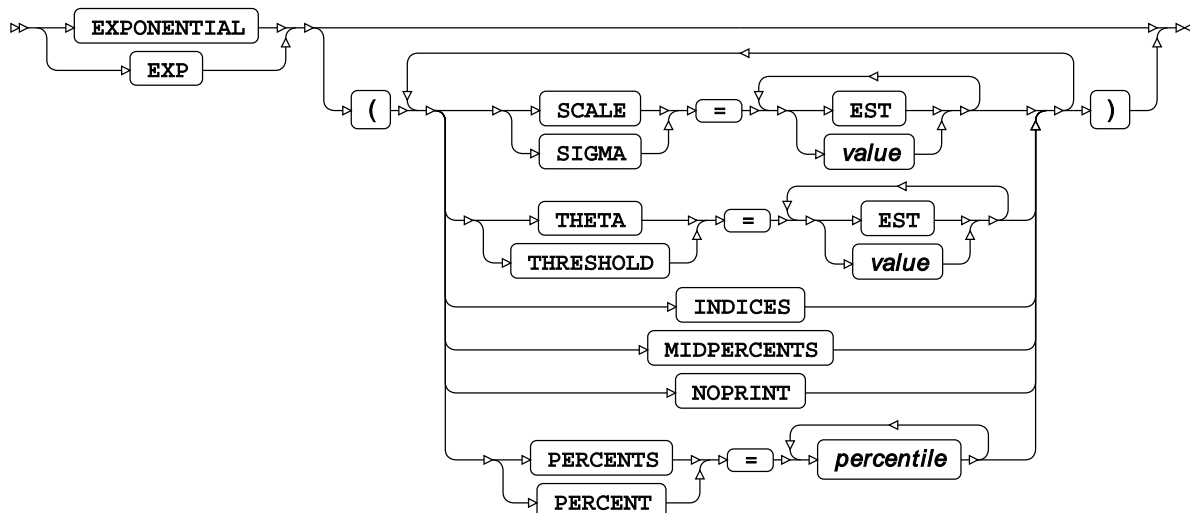 EXPONENTIAL
EXP
( SCALE = EST )
SIGMA value
THETA = EST
THRESHOLD value
INDICES
MIDPERCENTS
NOPRINT
PERCENTS = percentile
PERCENT